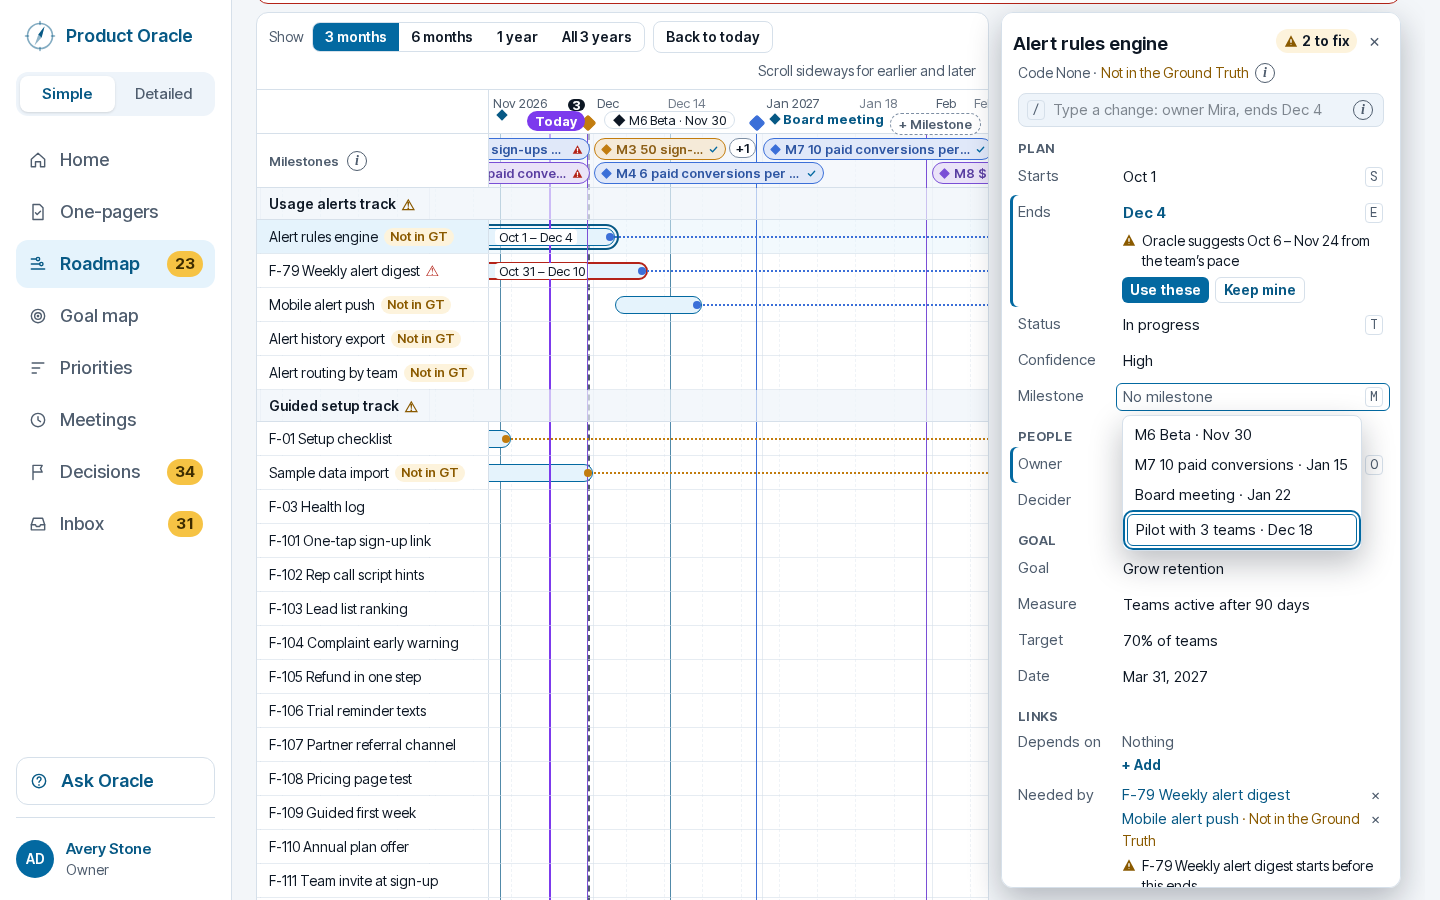 Product Oracle
Simple
Detailed
Home
One-pagers
Roadmap
23
Goal map
Priorities
Meetings
Decisions
34
Inbox
31
Ask Oracle
AD
Avery Stone
Owner
Show
3 months
6 months
1 year
All 3 years
Back to today
Scroll sideways for earlier and later
Nov 2026
3
Dec
Dec 14
Jan 2027
Jan 18
Feb
Today
M6 Beta · Nov 30
Board meeting
+ Milestone
Milestones
i
sign-ups ...
M3 50 sign-...
+1
M7 10 paid conversions per...
paid conve...
M4 6 paid conversions per ...
M8 $
Usage alerts track
Alert rules engine
Not in GT
Oct 1 – Dec 4
F-79 Weekly alert digest
Oct 31 – Dec 10
Mobile alert push
Not in GT
Alert history export
Not in GT
Alert routing by team
Not in GT
Guided setup track
F-01 Setup checklist
Sample data import
Not in GT
F-03 Health log
F-101 One-tap sign-up link
F-102 Rep call script hints
F-103 Lead list ranking
F-104 Complaint early warning
F-105 Refund in one step
F-106 Trial reminder texts
F-107 Partner referral channel
F-108 Pricing page test
F-109 Guided first week
F-110 Annual plan offer
F-111 Team invite at sign-up
Alert rules engine
2 to fix
×
Code None · Not in the Ground Truth
i
/ Type a change: owner Mira, ends Dec 4
i
PLAN
Starts
Oct 1
S
Ends
Dec 4
E
Oracle suggests Oct 6 – Nov 24 from
the team's pace
Use these
Keep mine
Status
In progress
T
Confidence
High
Milestone
No milestone
M
M6 Beta · Nov 30
M7 10 paid conversions · Jan 15
Board meeting · Jan 22
Pilot with 3 teams · Dec 18
PEOPLE
Owner
O
Decider
GOAL
Goal
Grow retention
Measure
Teams active after 90 days
Target
70% of teams
Date
Mar 31, 2027
LINKS
Depends on
Nothing
+ Add
Needed by
F-79 Weekly alert digest
×
Mobile alert push · Not in the Ground
×
Truth
F-79 Weekly alert digest starts before
this ends